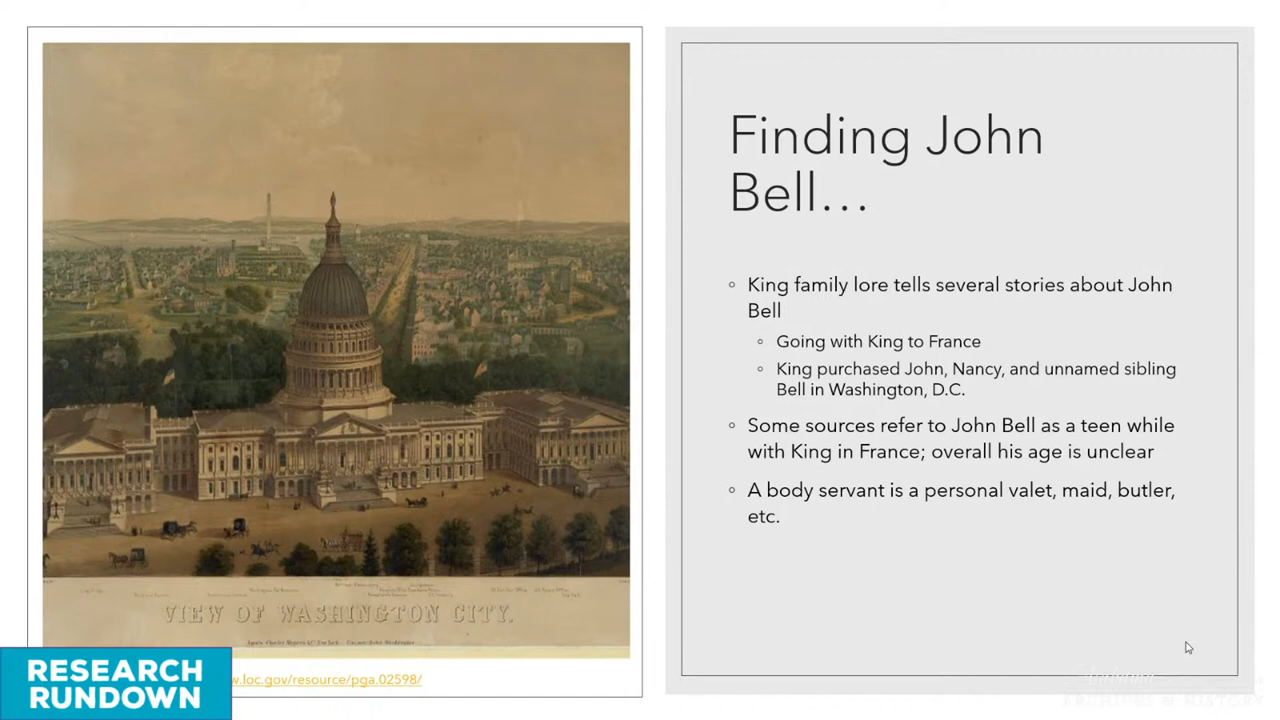 VIEW OF WASHINGTON CITY.
RESEARCH
RUNDOWN
w.loc.gov/resource/pga.02598/
Finding John
Bell…
◦ King family lore tells several stories about John
Bell
◦ Going with King to France
◦ King purchased John, Nancy, and unnamed sibling
Bell in Washington, D.C.
◦ Some sources refer to John Bell as a teen while
with King in France; overall his age is unclear
◦ A body servant is a personal valet, maid, butler,
etc.